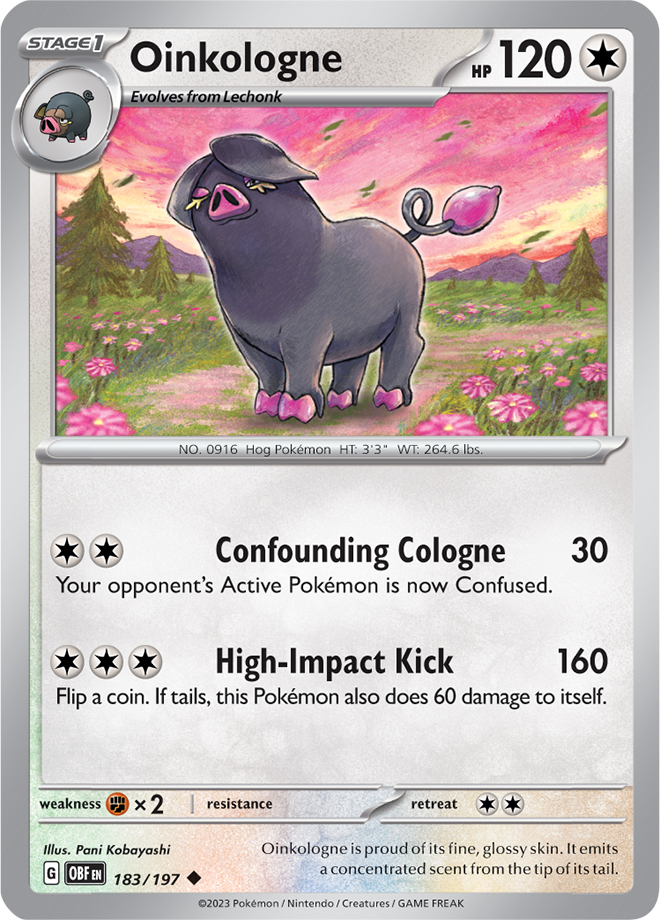 STAGE 1
Oinkologne
HP 120
Evolves from Lechonk
NO. 0916 Hog Pokémon HT: 3'3" WT: 264.6 lbs.
Confounding Cologne 30
Your opponent's Active Pokémon is now Confused.
High-Impact Kick 160
Flip a coin. If tails, this Pokémon also does 60 damage to itself.
weakness ×2 resistance retreat
Illus. Pani Kobayashi
G OBF EN 183/197
Oinkologne is proud of its fine, glossy skin. It emits
a concentrated scent from the tip of its tail.
©2023 Pokémon / Nintendo / Creatures / GAME FREAK